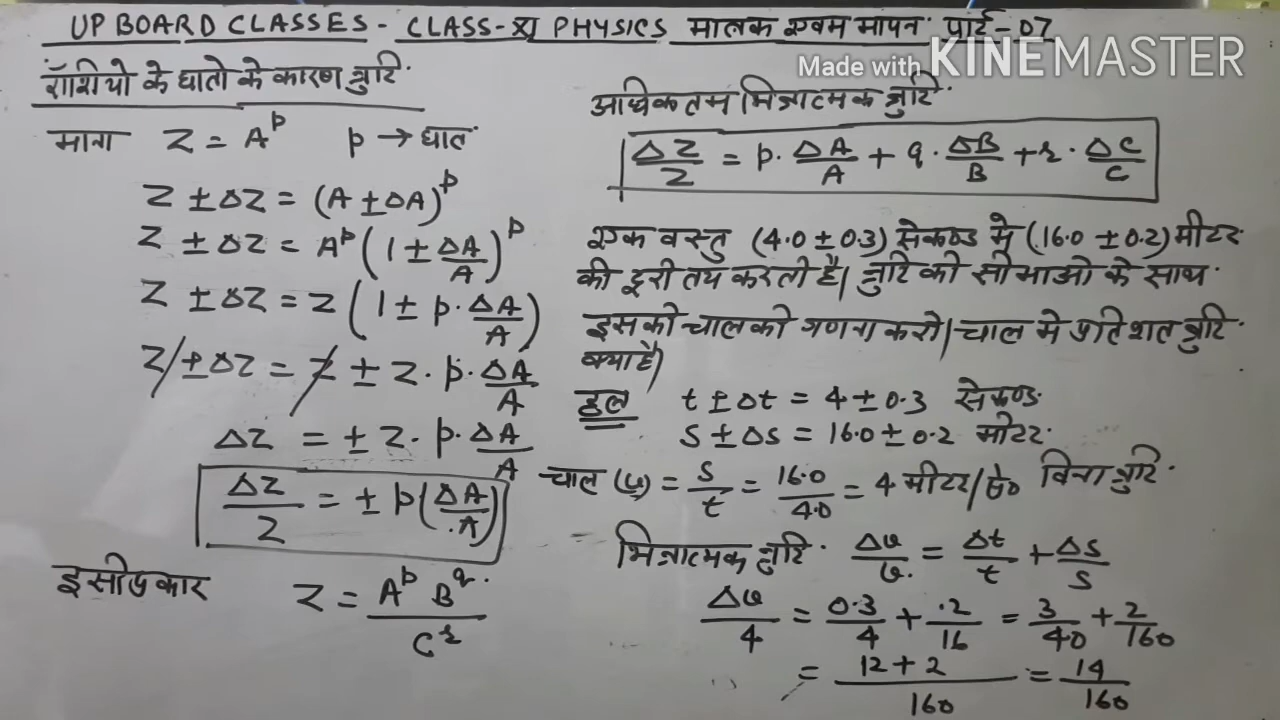 UP BOARD CLASSES - CLASS-XI PHYSICS मात्रक एवम मापन पार्ट-07
Made with KINEMASTER
रॉशियो के घातो के कारण त्रुटि.
माना Z = A^p p → घात
Z ± ΔZ = (A ± ΔA)^p
Z ± ΔZ = A^p (1 ± ΔA/A)^p
Z ± ΔZ = Z (1 ± p · ΔA/A)
Z ± ΔZ = Z ± Z · p · ΔA/A
ΔZ = ± Z · p · ΔA/A
ΔZ/Z = ± p (ΔA/A)
इसीप्रकार Z = A^p B^q / C^r
अधिकतम भिन्नात्मक त्रुटि.
ΔZ/Z = p · ΔA/A + q · ΔB/B + r · ΔC/C
एक वस्तु (4.0 ± 0.3) सेकण्ड मे (16.0 ± 0.2) मीटर
की दूरी तय करती है। त्रुटि की सीमाओ के साथ
इसकी चाल की गणना करो। चाल मे प्रतिशत त्रुटि
क्या है।
हल t ± Δt = 4 ± 0.3 सेकण्ड
S ± ΔS = 16.0 ± 0.2 मीटर
चाल (v) = S/t = 16.0/4.0 = 4 मीटर/से० बिना त्रुटि.
भिन्नात्मक त्रुटि. Δv/v = Δt/t + ΔS/S
Δv/4 = 0.3/4 + .2/16 = 3/40 + 2/160
= 12 + 2 / 160 = 14/160